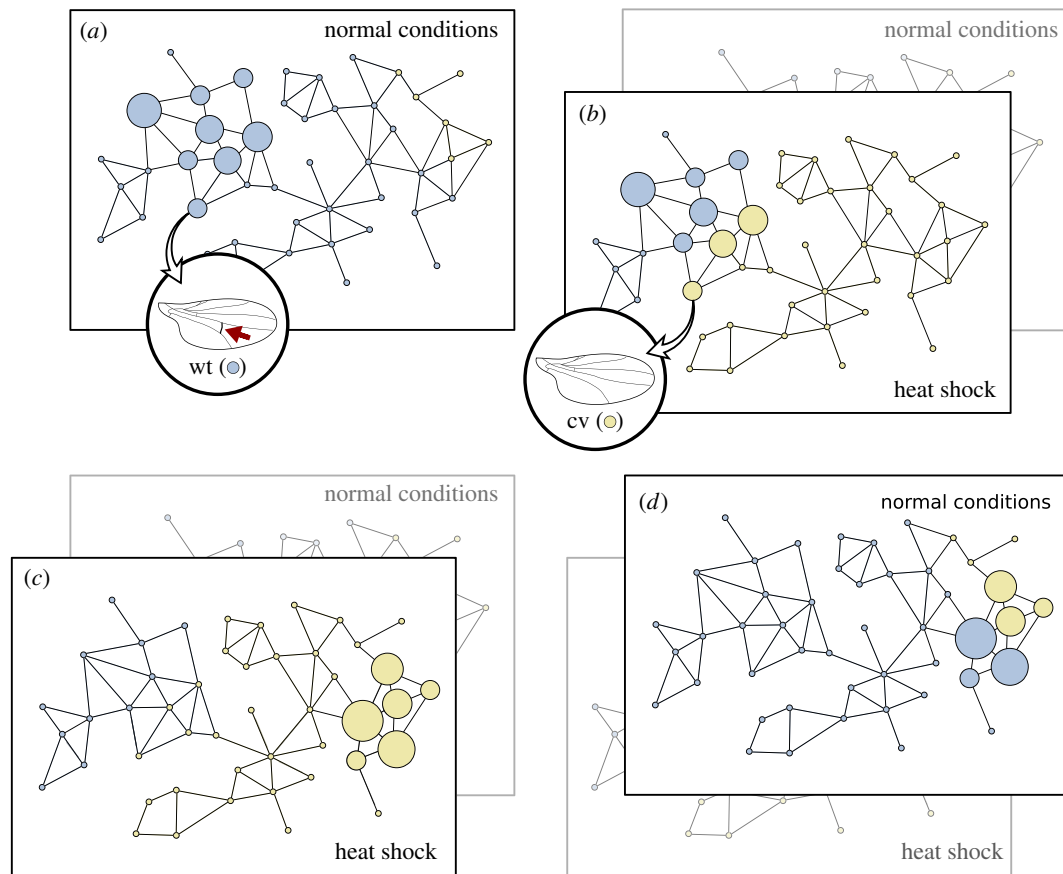 (a)
normal conditions
wt ( )
normal conditions
(b)
heat shock
cv ( )
normal conditions
(c)
heat shock
(d)
normal conditions
heat shock